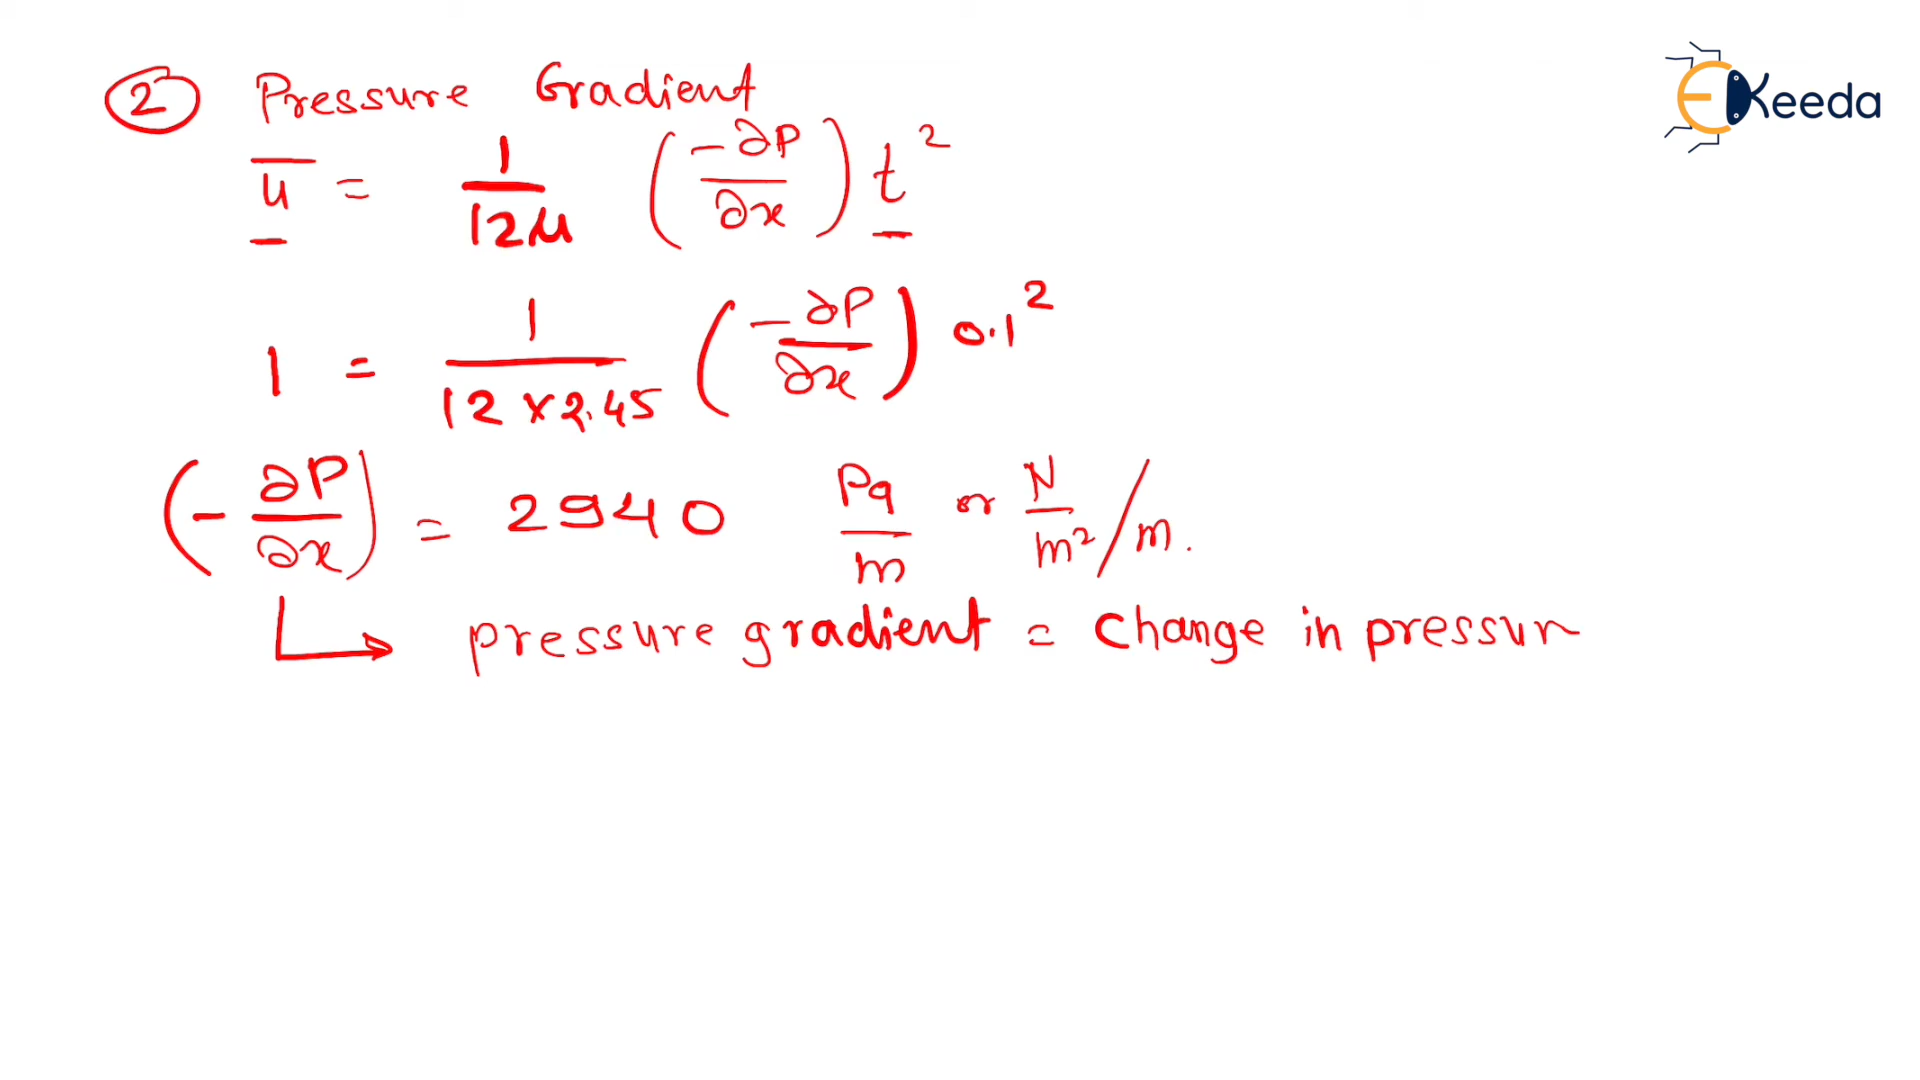 ② Pressure Gradient
EKeeda
ū = 1/12μ (-∂P/∂x) t²
1 = 1/12×2.45 (-∂P/∂x) 0.1²
(-∂P/∂x) = 2940 Pa/m or N/m²/m.
↳ pressure gradient = change in pressur